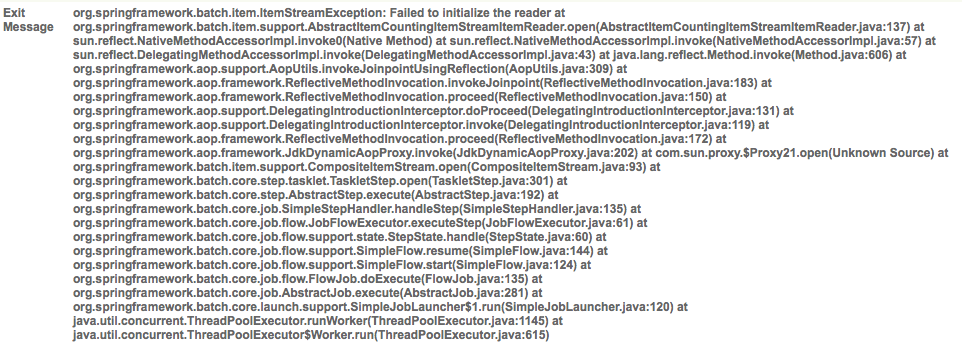 Exit org.springframework.batch.item.ItemStreamException: Failed to initialize the reader at
Message org.springframework.batch.item.support.AbstractItemCountingItemStreamItemReader.open(AbstractItemCountingItemStreamItemReader.java:137) at
sun.reflect.NativeMethodAccessorImpl.invoke0(Native Method) at sun.reflect.NativeMethodAccessorImpl.invoke(NativeMethodAccessorImpl.java:57) at
sun.reflect.DelegatingMethodAccessorImpl.invoke(DelegatingMethodAccessorImpl.java:43) at java.lang.reflect.Method.invoke(Method.java:606) at
org.springframework.aop.support.AopUtils.invokeJoinpointUsingReflection(AopUtils.java:309) at
org.springframework.aop.framework.ReflectiveMethodInvocation.invokeJoinpoint(ReflectiveMethodInvocation.java:183) at
org.springframework.aop.framework.ReflectiveMethodInvocation.proceed(ReflectiveMethodInvocation.java:150) at
org.springframework.aop.support.DelegatingIntroductionInterceptor.doProceed(DelegatingIntroductionInterceptor.java:131) at
org.springframework.aop.support.DelegatingIntroductionInterceptor.invoke(DelegatingIntroductionInterceptor.java:119) at
org.springframework.aop.framework.ReflectiveMethodInvocation.proceed(ReflectiveMethodInvocation.java:172) at
org.springframework.aop.framework.JdkDynamicAopProxy.invoke(JdkDynamicAopProxy.java:202) at com.sun.proxy.$Proxy21.open(Unknown Source) at
org.springframework.batch.item.support.CompositeItemStream.open(CompositeItemStream.java:93) at
org.springframework.batch.core.step.tasklet.TaskletStep.open(TaskletStep.java:301) at
org.springframework.batch.core.step.AbstractStep.execute(AbstractStep.java:192) at
org.springframework.batch.core.job.SimpleStepHandler.handleStep(SimpleStepHandler.java:135) at
org.springframework.batch.core.job.flow.JobFlowExecutor.executeStep(JobFlowExecutor.java:61) at
org.springframework.batch.core.job.flow.support.state.StepState.handle(StepState.java:60) at
org.springframework.batch.core.job.flow.support.SimpleFlow.resume(SimpleFlow.java:144) at
org.springframework.batch.core.job.flow.support.SimpleFlow.start(SimpleFlow.java:124) at
org.springframework.batch.core.job.flow.FlowJob.doExecute(FlowJob.java:135) at
org.springframework.batch.core.job.AbstractJob.execute(AbstractJob.java:281) at
org.springframework.batch.core.launch.support.SimpleJobLauncher$1.run(SimpleJobLauncher.java:120) at
java.util.concurrent.ThreadPoolExecutor.runWorker(ThreadPoolExecutor.java:1145) at
java.util.concurrent.ThreadPoolExecutor$Worker.run(ThreadPoolExecutor.java:615)